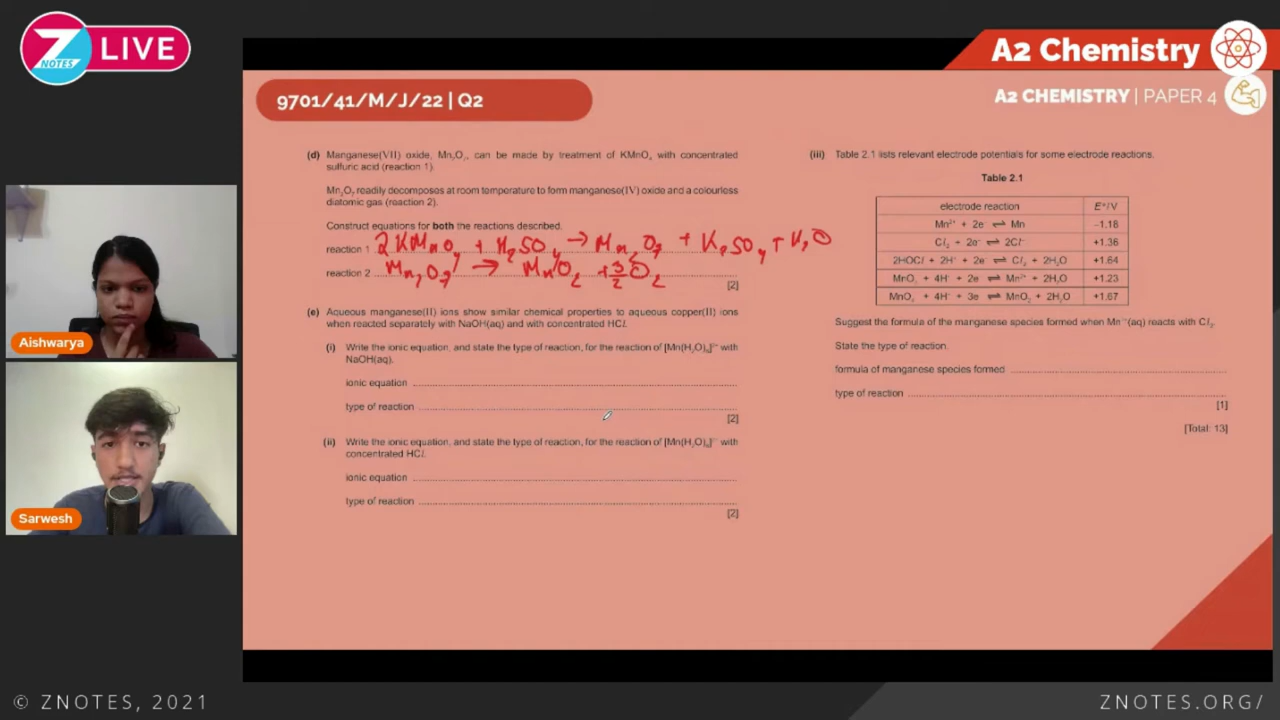 Z
NOTES
LIVE
A2 Chemistry
A2 CHEMISTRY | PAPER 4
9701/41/M/J/22 | Q2
(d) Manganese(VII) oxide, Mn₂O₇, can be made by treatment of KMnO₄ with concentrated
sulfuric acid (reaction 1).
Mn₂O₇ readily decomposes at room temperature to form manganese(IV) oxide and a colourless
diatomic gas (reaction 2).
Construct equations for both the reactions described.
reaction 1 2KMnO₄ + H₂SO₄ → Mn₂O₇ + K₂SO₄ + H₂O
reaction 2 Mn₂O₇ → MnO₂ + 3/2 O₂
[2]
(e) Aqueous manganese(II) ions show similar chemical properties to aqueous copper(II) ions
when reacted separately with NaOH(aq) and with concentrated HCl.
(i) Write the ionic equation, and state the type of reaction, for the reaction of [Mn(H₂O)₆]²⁺ with
NaOH(aq).
ionic equation
type of reaction
[2]
(ii) Write the ionic equation, and state the type of reaction, for the reaction of [Mn(H₂O)₆]²⁺ with
concentrated HCl.
ionic equation
type of reaction
[2]
(iii) Table 2.1 lists relevant electrode potentials for some electrode reactions.
Table 2.1
electrode reaction E°/V
Mn²⁺ + 2e⁻ ⇌ Mn −1.18
Cl₂ + 2e⁻ ⇌ 2Cl⁻ +1.36
2HOCl + 2H⁺ + 2e⁻ ⇌ Cl₂ + 2H₂O +1.64
MnO₂ + 4H⁺ + 2e⁻ ⇌ Mn²⁺ + 2H₂O +1.23
MnO₄⁻ + 4H⁺ + 3e⁻ ⇌ MnO₂ + 2H₂O +1.67
Suggest the formula of the manganese species formed when Mn²⁺(aq) reacts with Cl₂.
State the type of reaction.
formula of manganese species formed
type of reaction
[1]
[Total: 13]
Aishwarya
Sarwesh
© ZNOTES, 2021
ZNOTES.ORG/